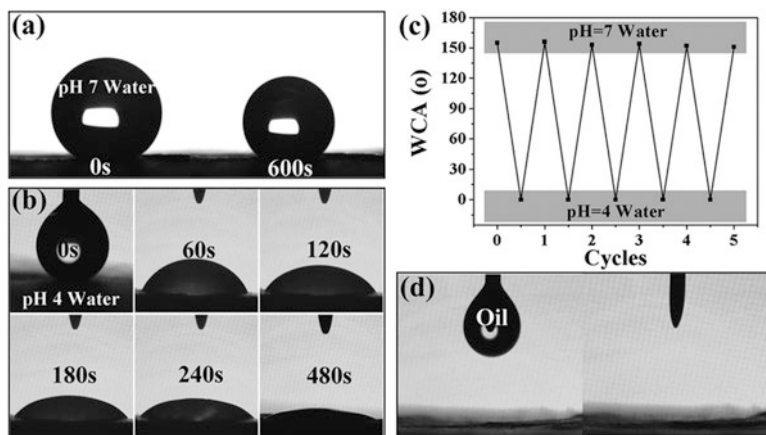 (a)
pH 7 Water
0s
600s
(b)
0s
pH 4 Water
60s
120s
180s
240s
480s
(c)
WCA (o)
180
150
120
90
60
30
0
pH=7 Water
pH=4 Water
0 1 2 3 4 5
Cycles
(d)
Oil